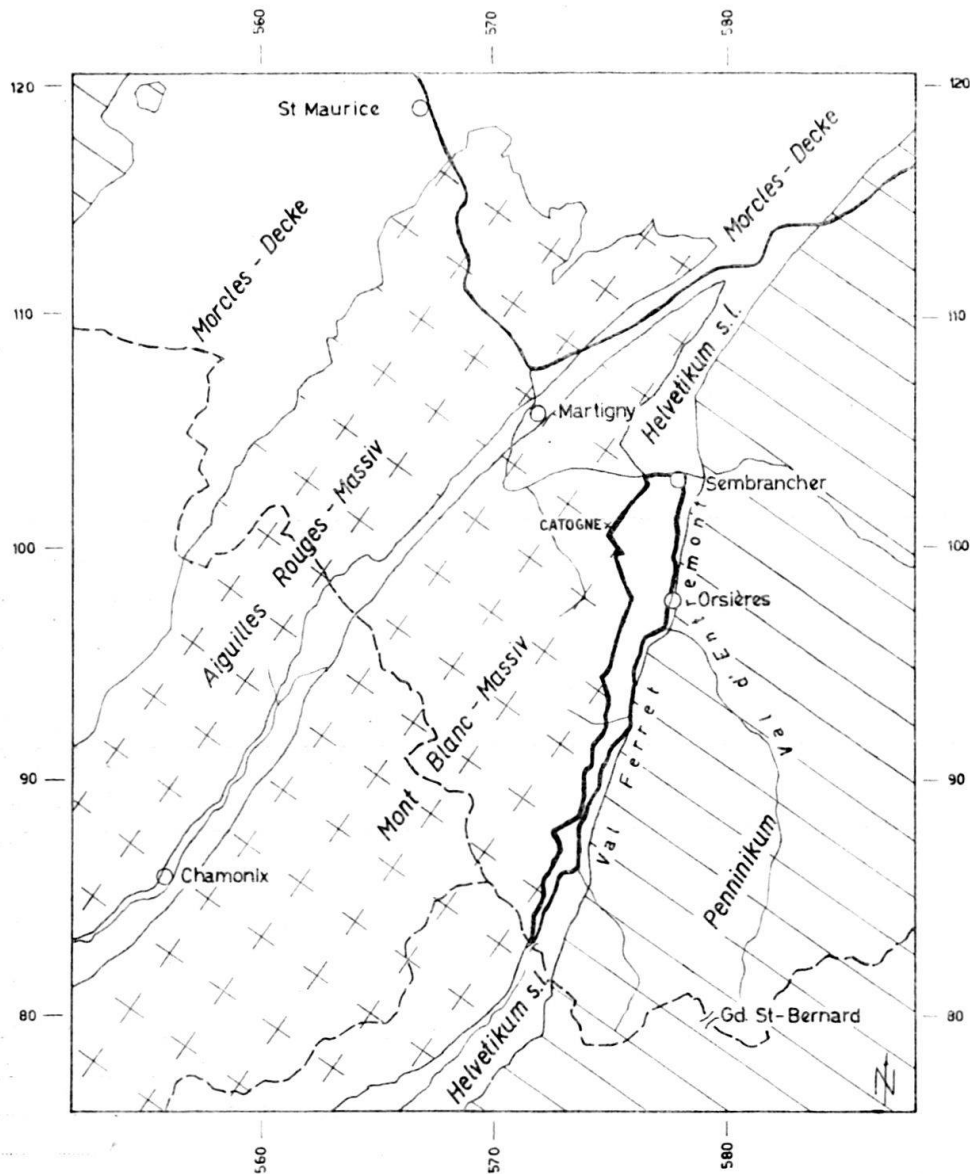 560
570
580
120
120
St Maurice
Morcles - Decke
Morcles - Decke
110
110
Helvetikum s.l.
Martigny
Aiguilles Rouges - Massiv
Sembrancher
CATOGNE
100
100
Orsières
Val d'Entremont
Mont Blanc - Massiv
Val Ferret
90
90
Penninikum
Chamonix
80
80
Helvetikum s.l.
Gd. St-Bernard
N
560
570
580